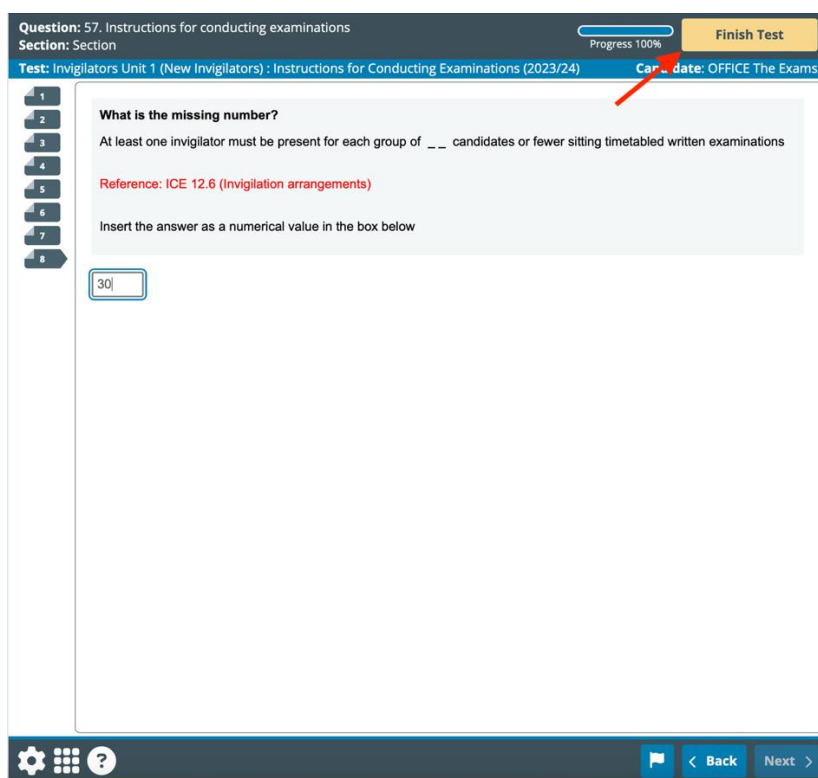 Question: 57. Instructions for conducting examinations
Section: Section
Progress 100%
Finish Test
Test: Invigilators Unit 1 (New Invigilators) : Instructions for Conducting Examinations (2023/24)
Candidate: OFFICE The Exams
1
2
3
4
5
6
7
8
What is the missing number?
At least one invigilator must be present for each group of _ _ candidates or fewer sitting timetabled written examinations
Reference: ICE 12.6 (Invigilation arrangements)
Insert the answer as a numerical value in the box below
30
?
< Back
Next >